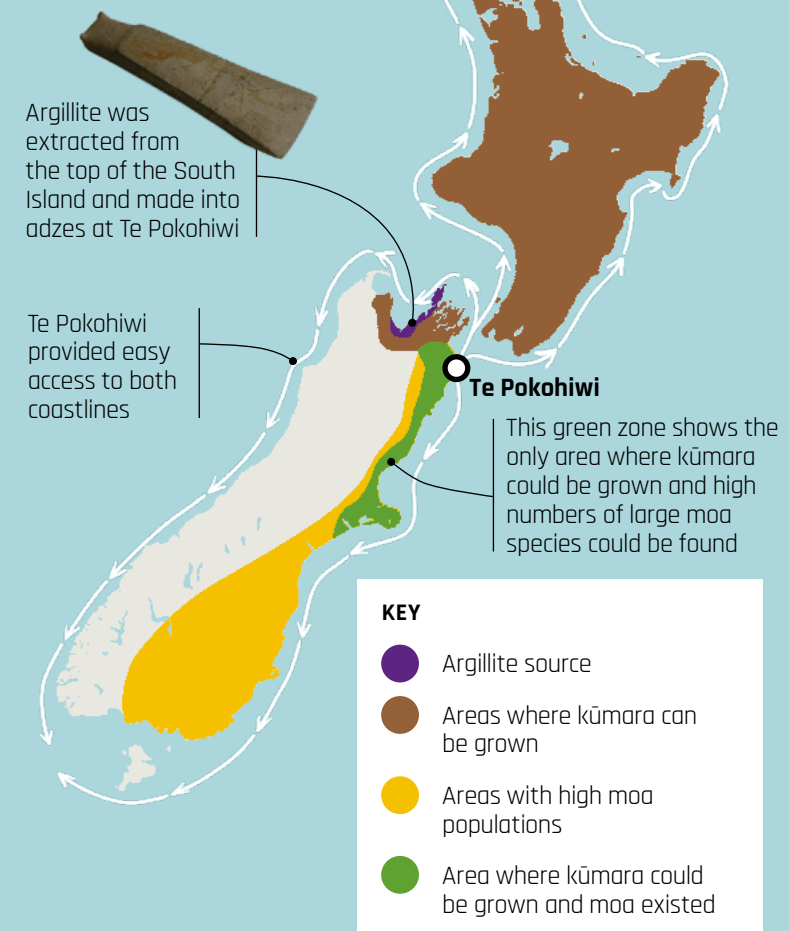 Argillite was
extracted from
the top of the South
Island and made into
adzes at Te Pokohiwi
Te Pokohiwi
provided easy
access to both
coastlines
Te Pokohiwi
This green zone shows the
only area where kūmara
could be grown and high
numbers of large moa
species could be found
KEY
Argillite source
Areas where kūmara can
be grown
Areas with high moa
populations
Area where kūmara could
be grown and moa existed